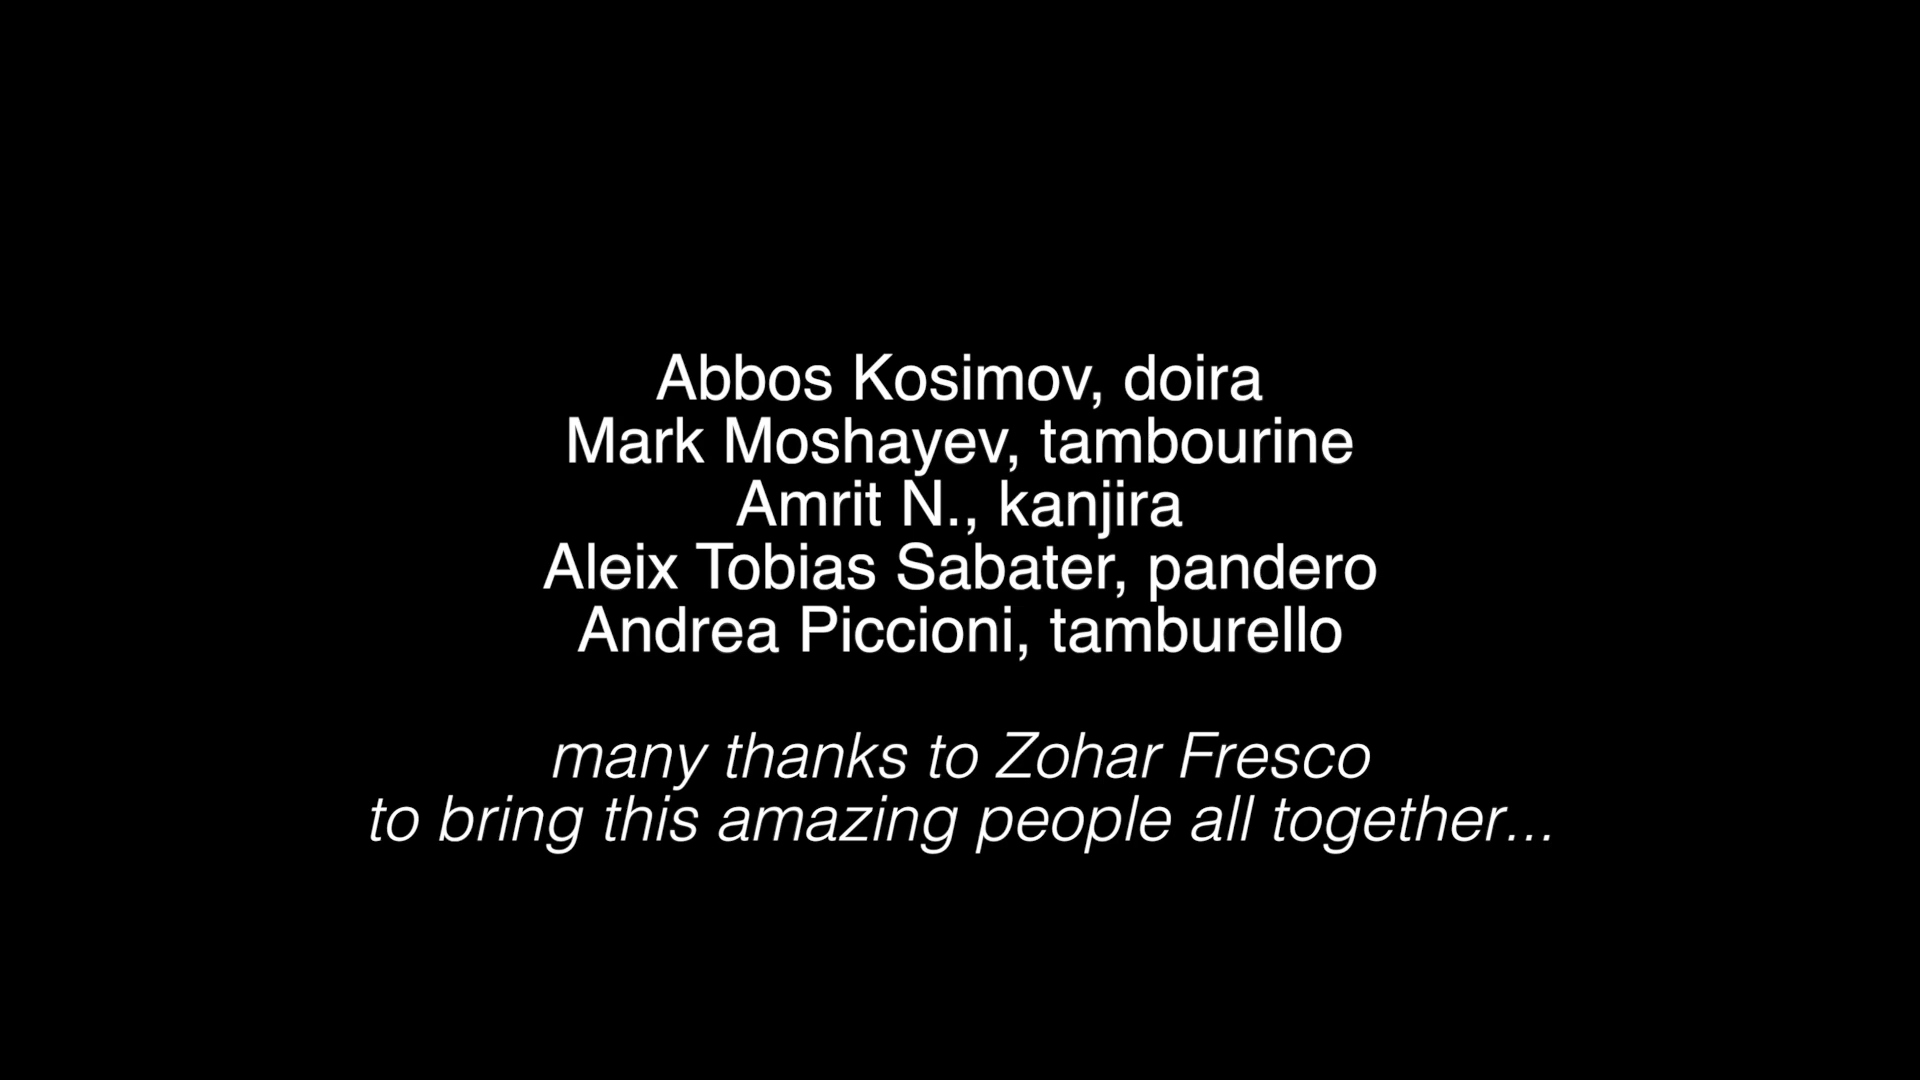 Abbos Kosimov, doira
Mark Moshayev, tambourine
Amrit N., kanjira
Aleix Tobias Sabater, pandero
Andrea Piccioni, tamburello
many thanks to Zohar Fresco
to bring this amazing people all together...